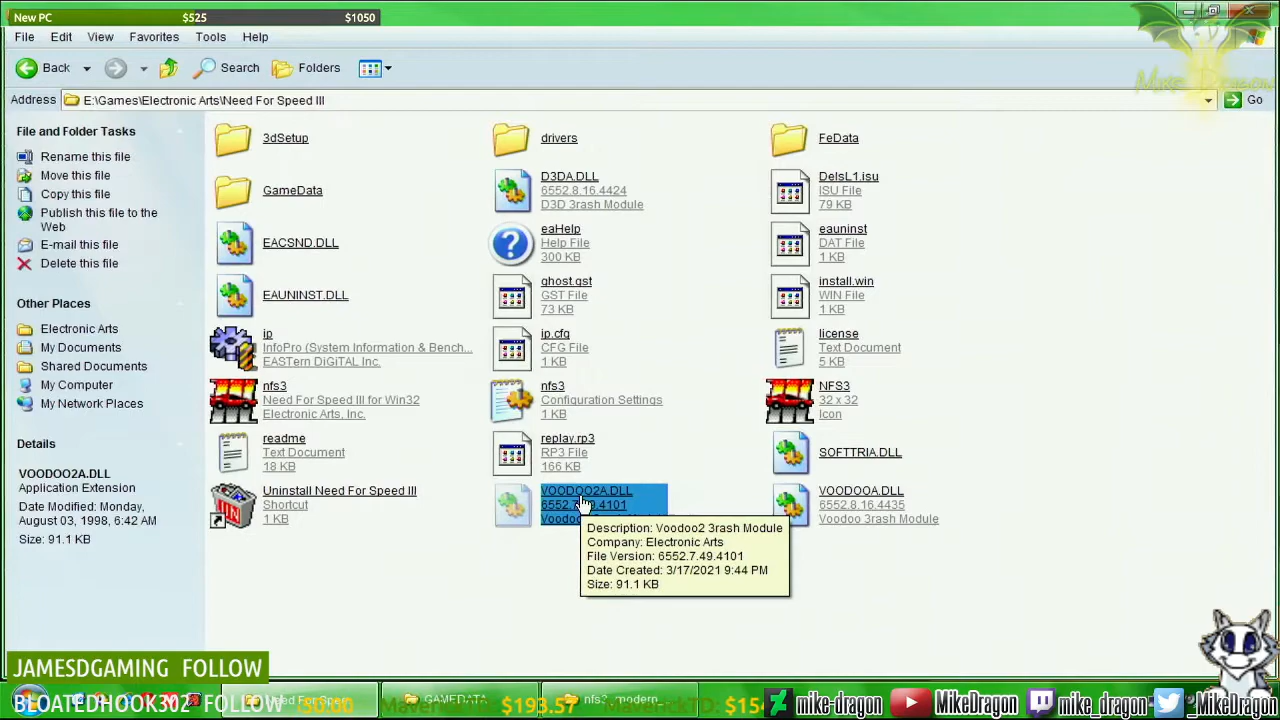 New PC $525 $1050
File Edit View Favorites Tools Help
Back Search Folders
Address E:\Games\Electronic Arts\Need For Speed III Go
File and Folder Tasks
Rename this file
Move this file
Copy this file
Publish this file to the
Web
E-mail this file
Delete this file
Other Places
Electronic Arts
My Documents
Shared Documents
My Computer
My Network Places
Details
VOODOO2A.DLL
Application Extension
Date Modified: Monday,
August 03, 1998, 6:42 AM
Size: 91.1 KB
3dSetup
drivers
FeData
GameData
D3DA.DLL
6552.8.16.4424
D3D 3rash Module
DelsL1.isu
ISU File
79 KB
EACSND.DLL
eaHelp
Help File
300 KB
eauninst
DAT File
1 KB
EAUNINST.DLL
ghost.gst
GST File
73 KB
install.win
WIN File
1 KB
ip
InfoPro (System Information & Bench...
EASTern DiGiTAL Inc.
ip.cfg
CFG File
1 KB
license
Text Document
5 KB
nfs3
Need For Speed III for Win32
Electronic Arts, Inc.
nfs3
Configuration Settings
1 KB
NFS3
32 x 32
Icon
readme
Text Document
18 KB
replay.rp3
RP3 File
166 KB
SOFTTRIA.DLL
Uninstall Need For Speed III
Shortcut
1 KB
VOODOO2A.DLL
6552.7.49.4101
VOODOOA.DLL
6552.8.16.4435
Voodoo 3rash Module
Description: Voodoo2 3rash Module
Company: Electronic Arts
File Version: 6552.7.49.4101
Date Created: 3/17/2021 9:44 PM
Size: 91.1 KB
JAMESDGAMING FOLLOW
BLOATEDHOOK302 FOLLOW
$0.00 $193.57
GAMEDATA nfs3_modern
mike-dragon MikeDragon mike_dragon MikeDragon